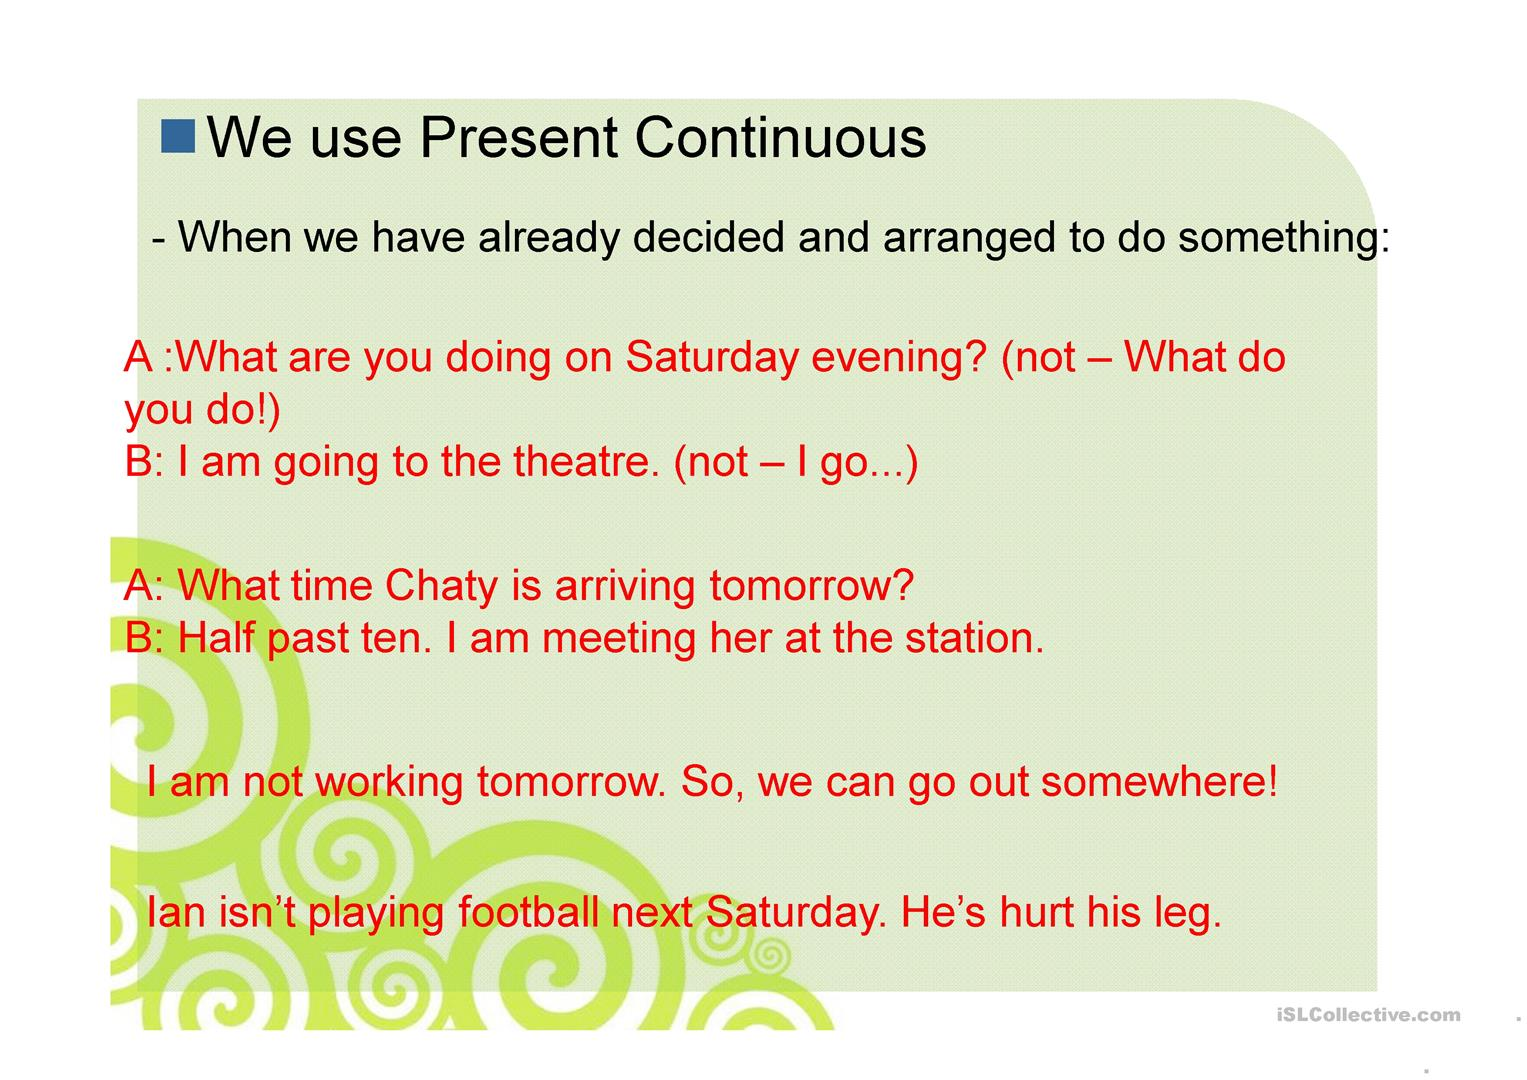 We use Present Continuous
- When we have already decided and arranged to do something:
A :What are you doing on Saturday evening? (not – What do
you do!)
B: I am going to the theatre. (not – I go...)
A: What time Chaty is arriving tomorrow?
B: Half past ten. I am meeting her at the station.
I am not working tomorrow. So, we can go out somewhere!
Ian isn’t playing football next Saturday. He’s hurt his leg.
iSLCollective.com